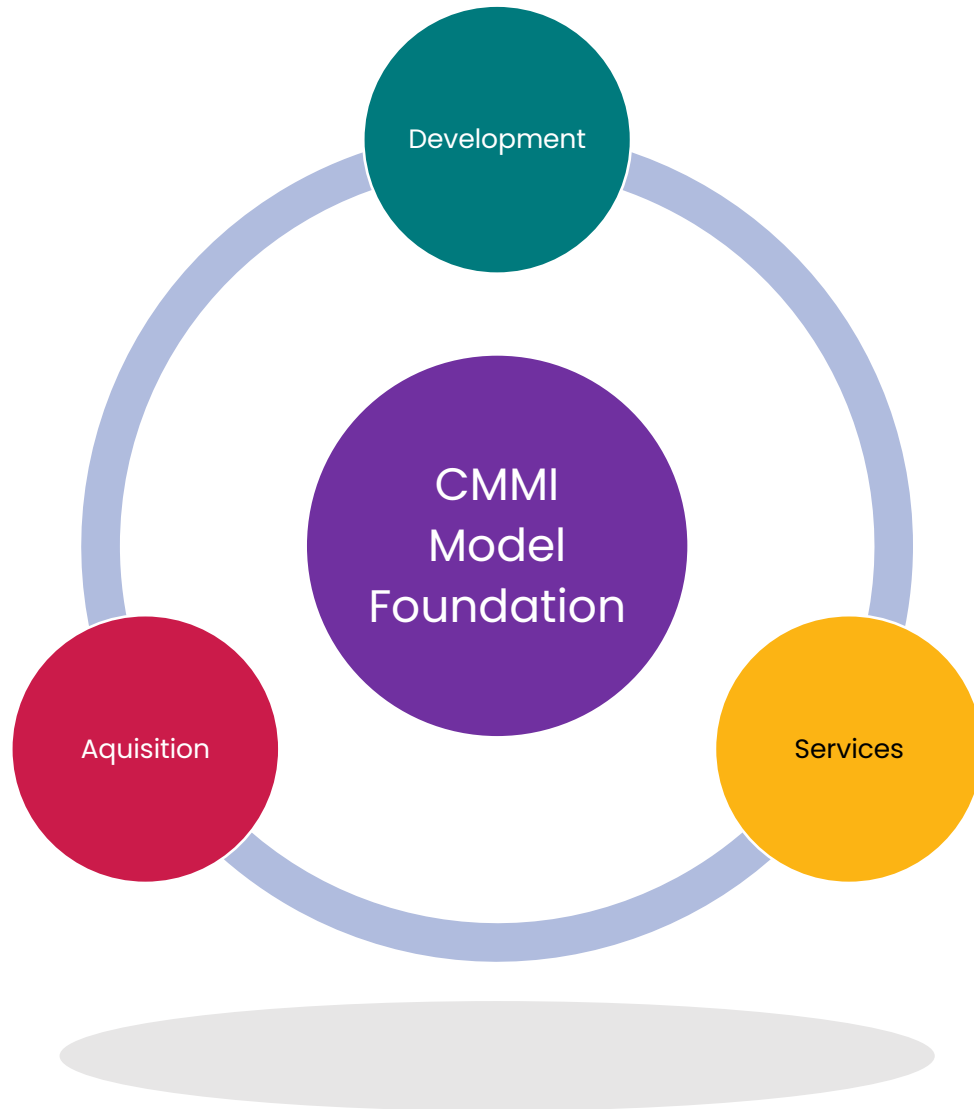 Development
CMMI
Model
Foundation
Aquisition
Services